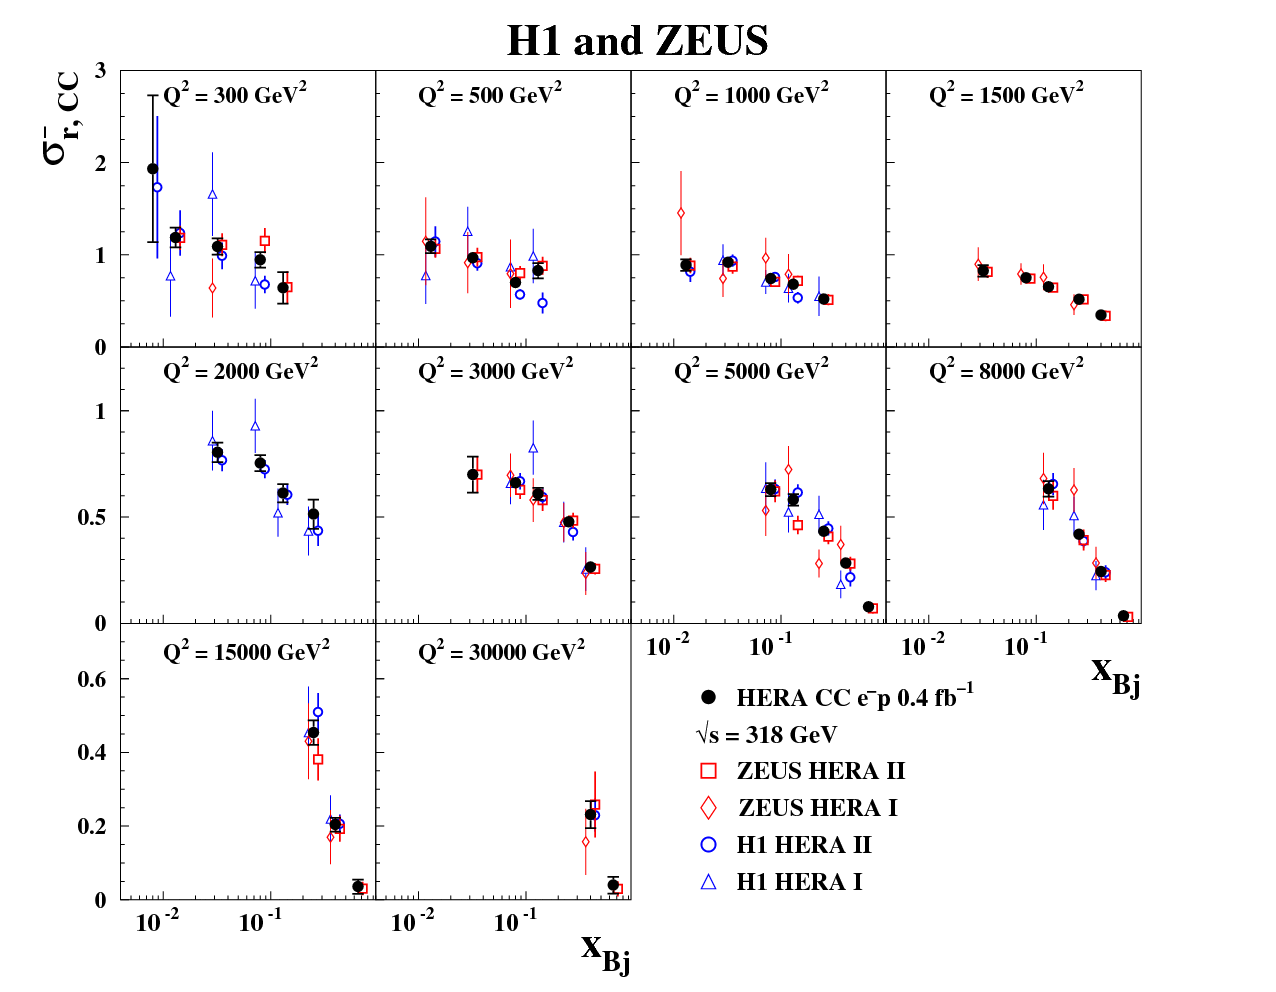 H1 and ZEUS
σ⁻r, CC
3
2
1
0
Q² = 300 GeV²
Q² = 500 GeV²
Q² = 1000 GeV²
Q² = 1500 GeV²
1
0.5
0
Q² = 2000 GeV²
Q² = 3000 GeV²
Q² = 5000 GeV²
Q² = 8000 GeV²
10⁻² 10⁻¹ 10⁻² 10⁻¹
xBj
0.6
0.4
0.2
0
Q² = 15000 GeV²
Q² = 30000 GeV²
10⁻² 10⁻¹ 10⁻² 10⁻¹
xBj
HERA CC e⁻p 0.4 fb⁻¹
√s = 318 GeV
ZEUS HERA II
ZEUS HERA I
H1 HERA II
H1 HERA I